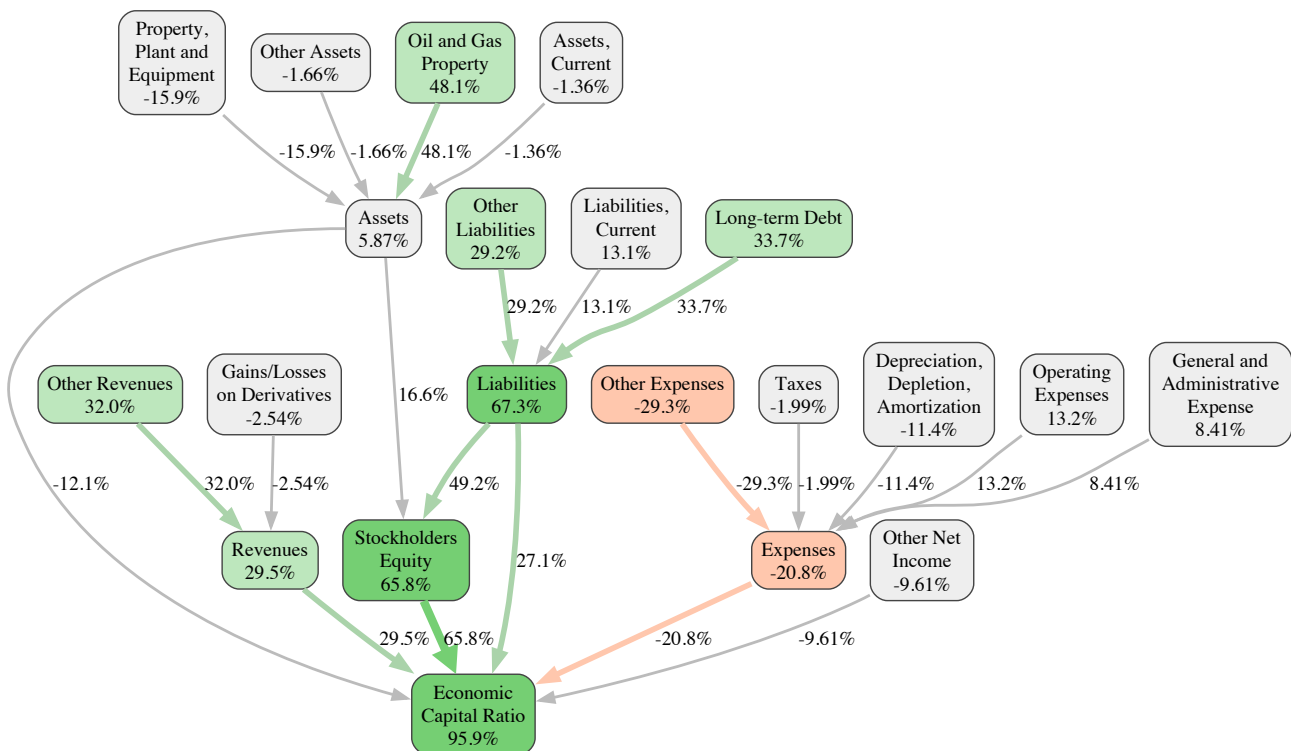 Property,
Plant and
Equipment
-15.9%
Other Assets
-1.66%
Oil and Gas
Property
48.1%
Assets,
Current
-1.36%
-15.9%
-1.66%
48.1%
-1.36%
Assets
5.87%
Other
Liabilities
29.2%
Liabilities,
Current
13.1%
Long-term Debt
33.7%
29.2%
13.1%
33.7%
Other Revenues
32.0%
Gains/Losses
on Derivatives
-2.54%
16.6%
Liabilities
67.3%
Other Expenses
-29.3%
Taxes
-1.99%
Depreciation,
Depletion,
Amortization
-11.4%
Operating
Expenses
13.2%
General and
Administrative
Expense
8.41%
-12.1%
32.0%
-2.54%
49.2%
-29.3%
-1.99%
-11.4%
13.2%
8.41%
Revenues
29.5%
Stockholders
Equity
65.8%
27.1%
Expenses
-20.8%
Other Net
Income
-9.61%
29.5%
65.8%
-20.8%
-9.61%
Economic
Capital Ratio
95.9%